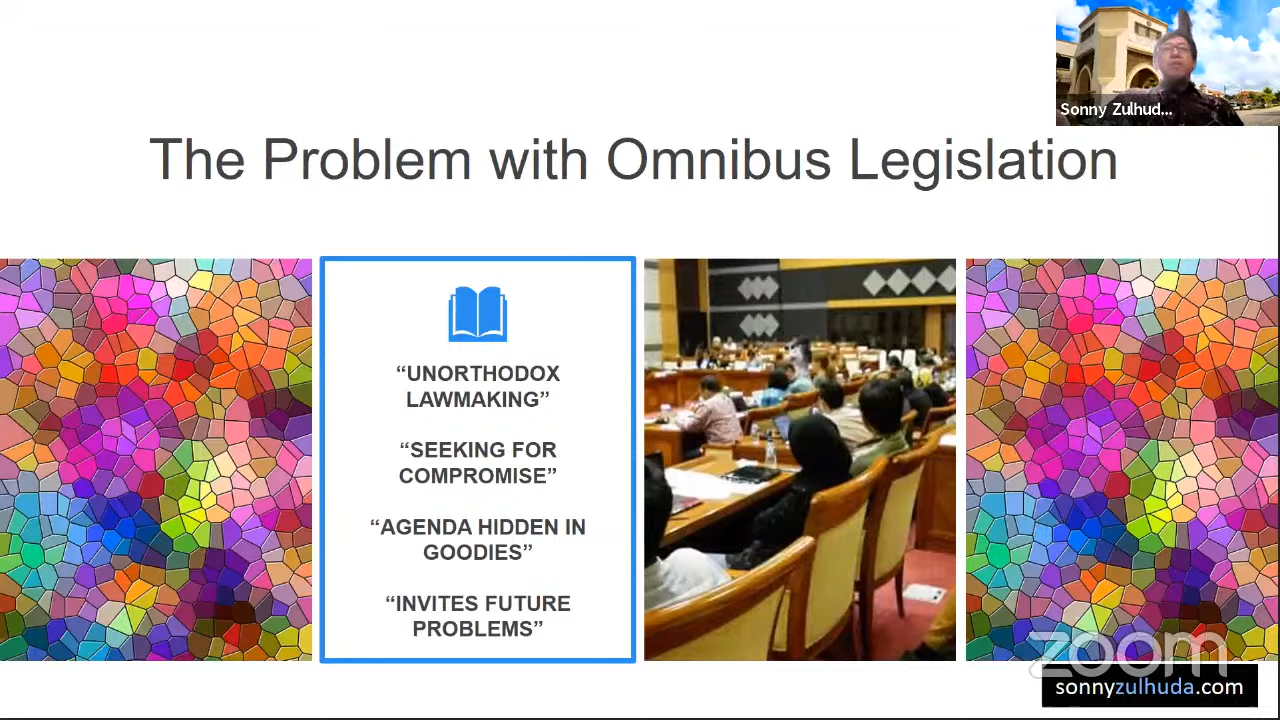 Sonny Zulhud...
The Problem with Omnibus Legislation
“UNORTHODOX
LAWMAKING”
“SEEKING FOR
COMPROMISE”
“AGENDA HIDDEN IN
GOODIES”
“INVITES FUTURE
PROBLEMS”
zoom
sonnyzulhuda.com